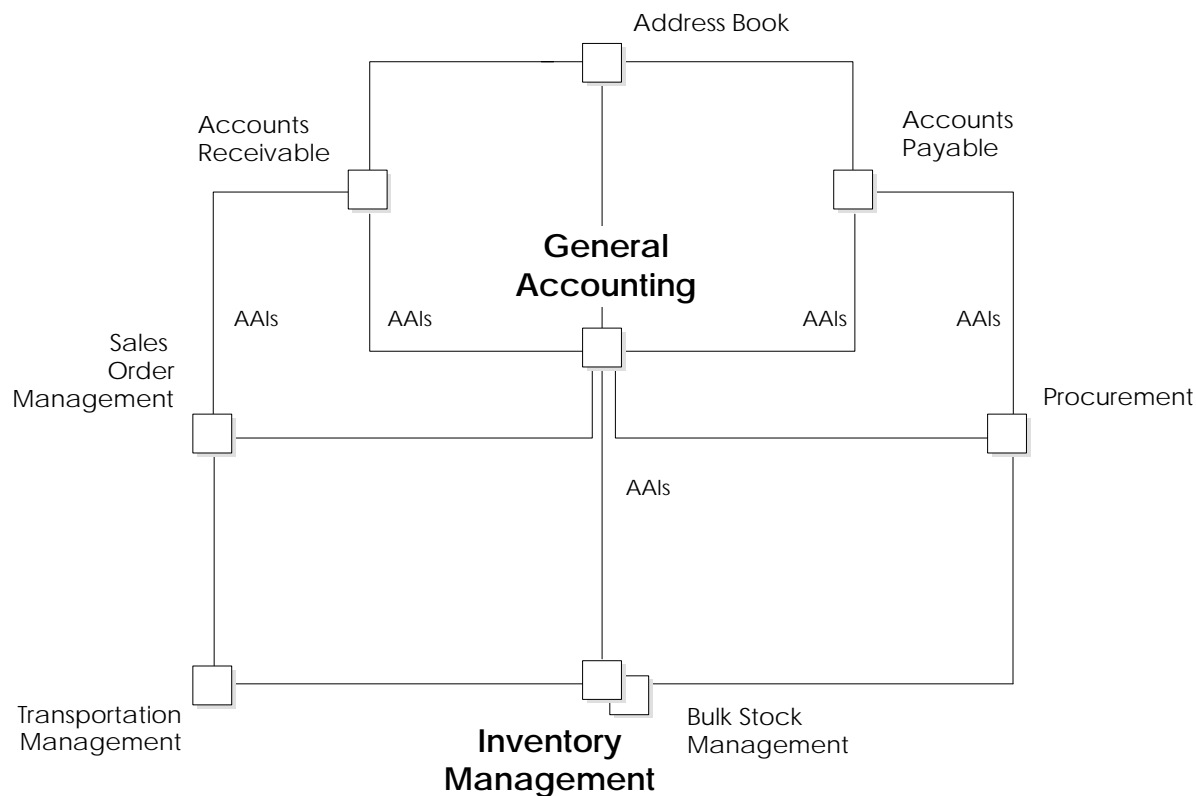 Address Book
Accounts
Receivable
Accounts
Payable
General
Accounting
AAIs
AAIs
AAIs
AAIs
Sales
Order
Management
Procurement
AAIs
Transportation
Management
Bulk Stock
Management
Inventory
Management